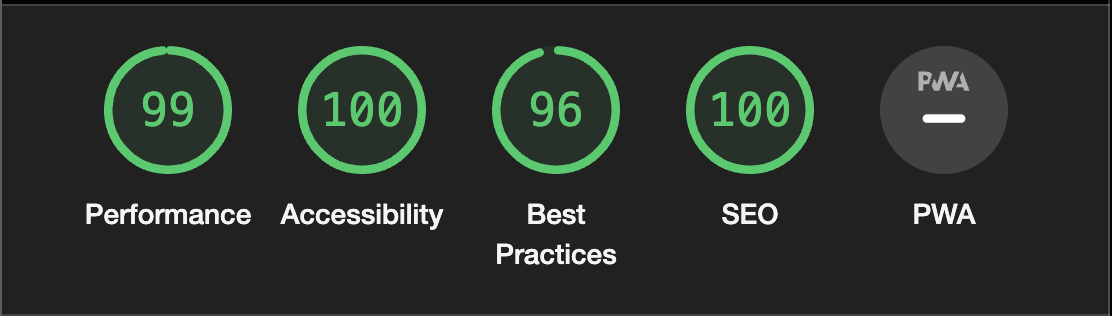 99 100 96 100 PWA
Performance Accessibility Best Practices SEO PWA